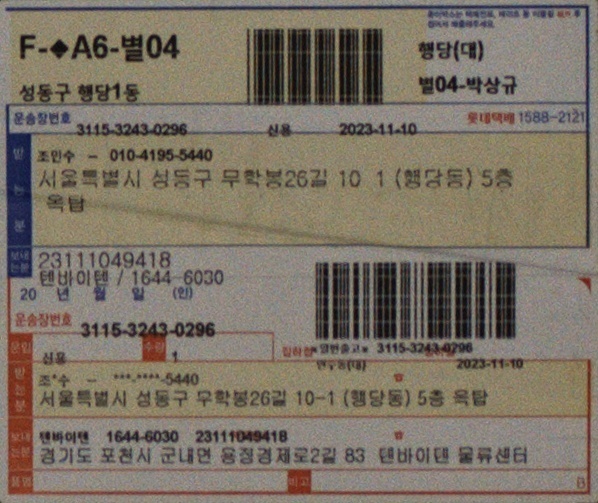 F-◆A6-별04
행당(대)
성동구 행당1동
별04-박상규
운송장번호 3115-3243-0296 신용 2023-11-10 롯데택배 1588-2121
받는분
조민수 - 010-4195-5440
서울특별시 성동구 무학봉26길 10 1 (행당동) 5층
옥탑
보내는분
23111049418
텐바이텐 / 1644-6030
20 년 월 일 (인)
운송장번호 3115-3243-0296
운임 신용 수량 1
3115-3243-0296
2023-11-10
받는분
조*수 - ***-****-5440
서울특별시 성동구 무학봉26길 10-1 (행당동) 5층 옥탑
보내는분
텐바이텐 1644-6030 23111049418
경기도 포천시 군내면 용정경제로2길 83 텐바이텐 물류센터
품명 비고 B